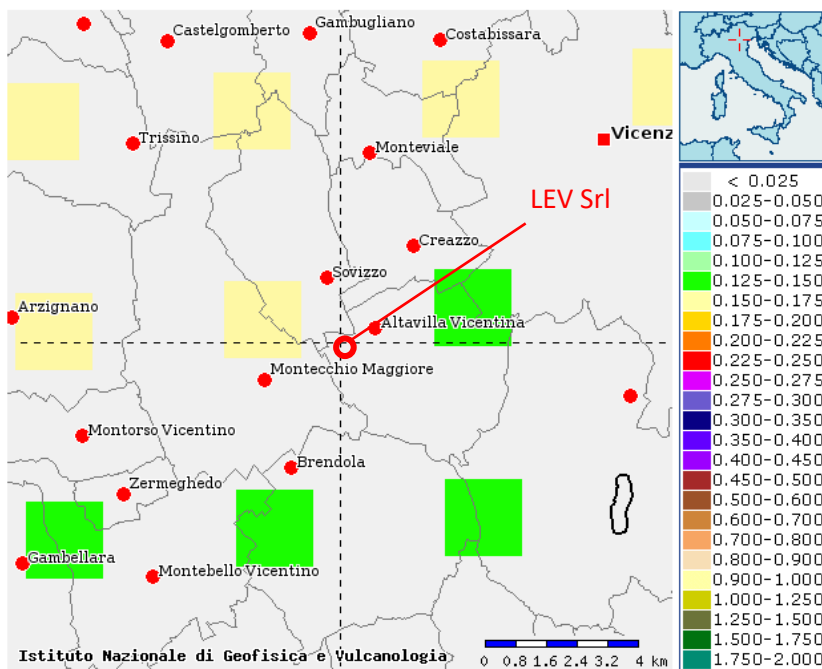 Castelgomberto
Gambugliano
Costabissara
Trissino
Monteviale
Vicenz
LEV Srl
Creazzo
Sovizzo
Arzignano
Altavilla Vicentina
Montecchio Maggiore
Montorso Vicentino
Brendola
Zermeghedo
Gambellara
Montebello Vicentino
Istituto Nazionale di Geofisica e Vulcanologia
0 0.8 1.6 2.4 3.2 4 km
< 0.025
0.025-0.050
0.050-0.075
0.075-0.100
0.100-0.125
0.125-0.150
0.150-0.175
0.175-0.200
0.200-0.225
0.225-0.250
0.250-0.275
0.275-0.300
0.300-0.350
0.350-0.400
0.400-0.450
0.450-0.500
0.500-0.600
0.600-0.700
0.700-0.800
0.800-0.900
0.900-1.000
1.000-1.250
1.250-1.500
1.500-1.750
1.750-2.000